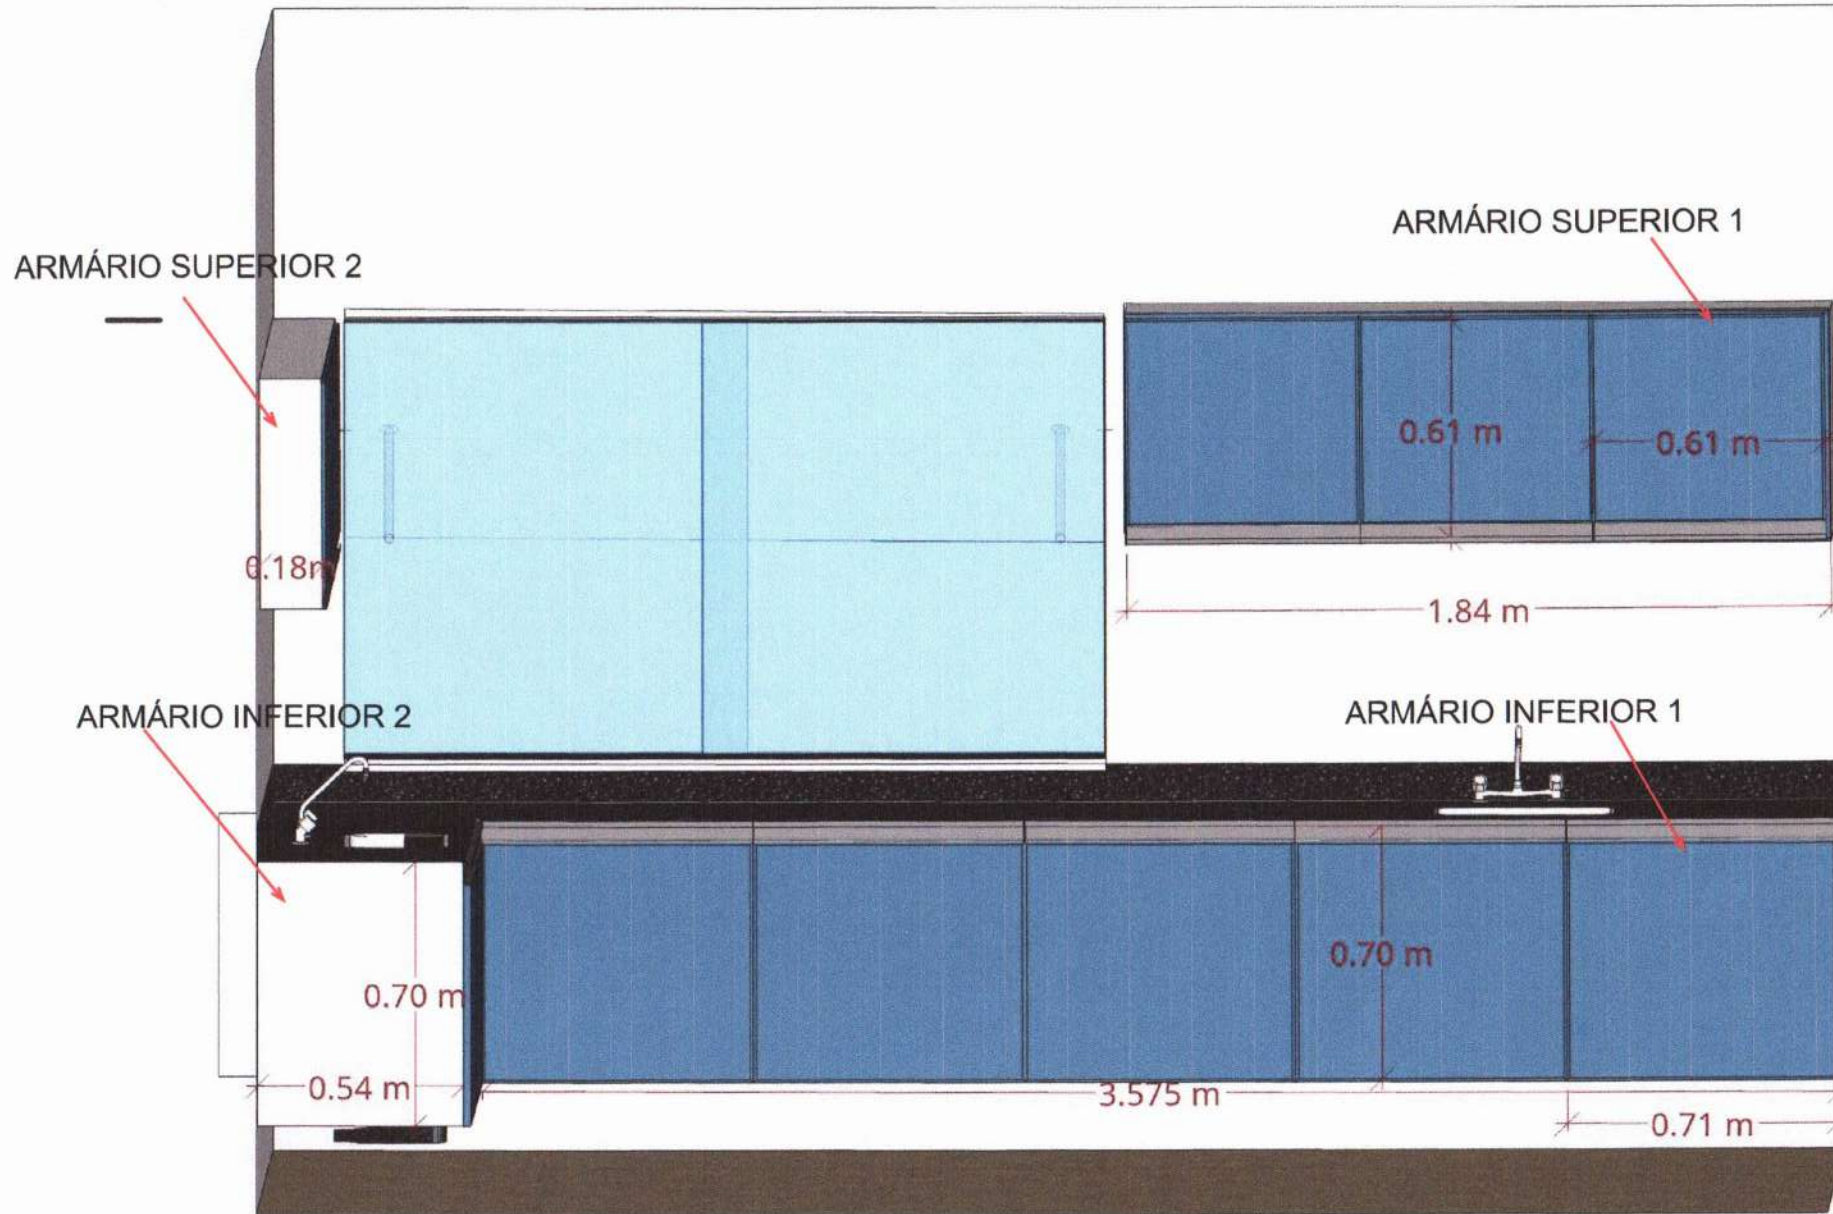 ARMÁRIO SUPERIOR 1
ARMÁRIO SUPERIOR 2
0.61 m
0.61 m
0.18m
1.84 m
ARMÁRIO INFERIOR 2
ARMÁRIO INFERIOR 1
0.70 m
0.70 m
0.54 m
3.575 m
0.71 m